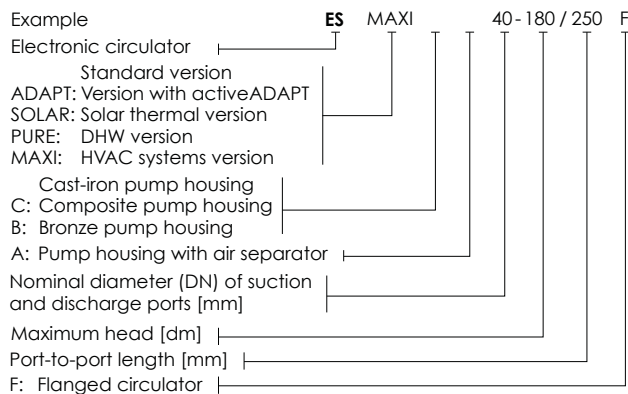 Example ES MAXI 40-180 / 250 F
Electronic circulator
Standard version
ADAPT: Version with activeADAPT
SOLAR: Solar thermal version
PURE: DHW version
MAXI: HVAC systems version
Cast-iron pump housing
C: Composite pump housing
B: Bronze pump housing
A: Pump housing with air separator
Nominal diameter (DN) of suction
and discharge ports [mm]
Maximum head [dm]
Port-to-port length [mm]
F: Flanged circulator